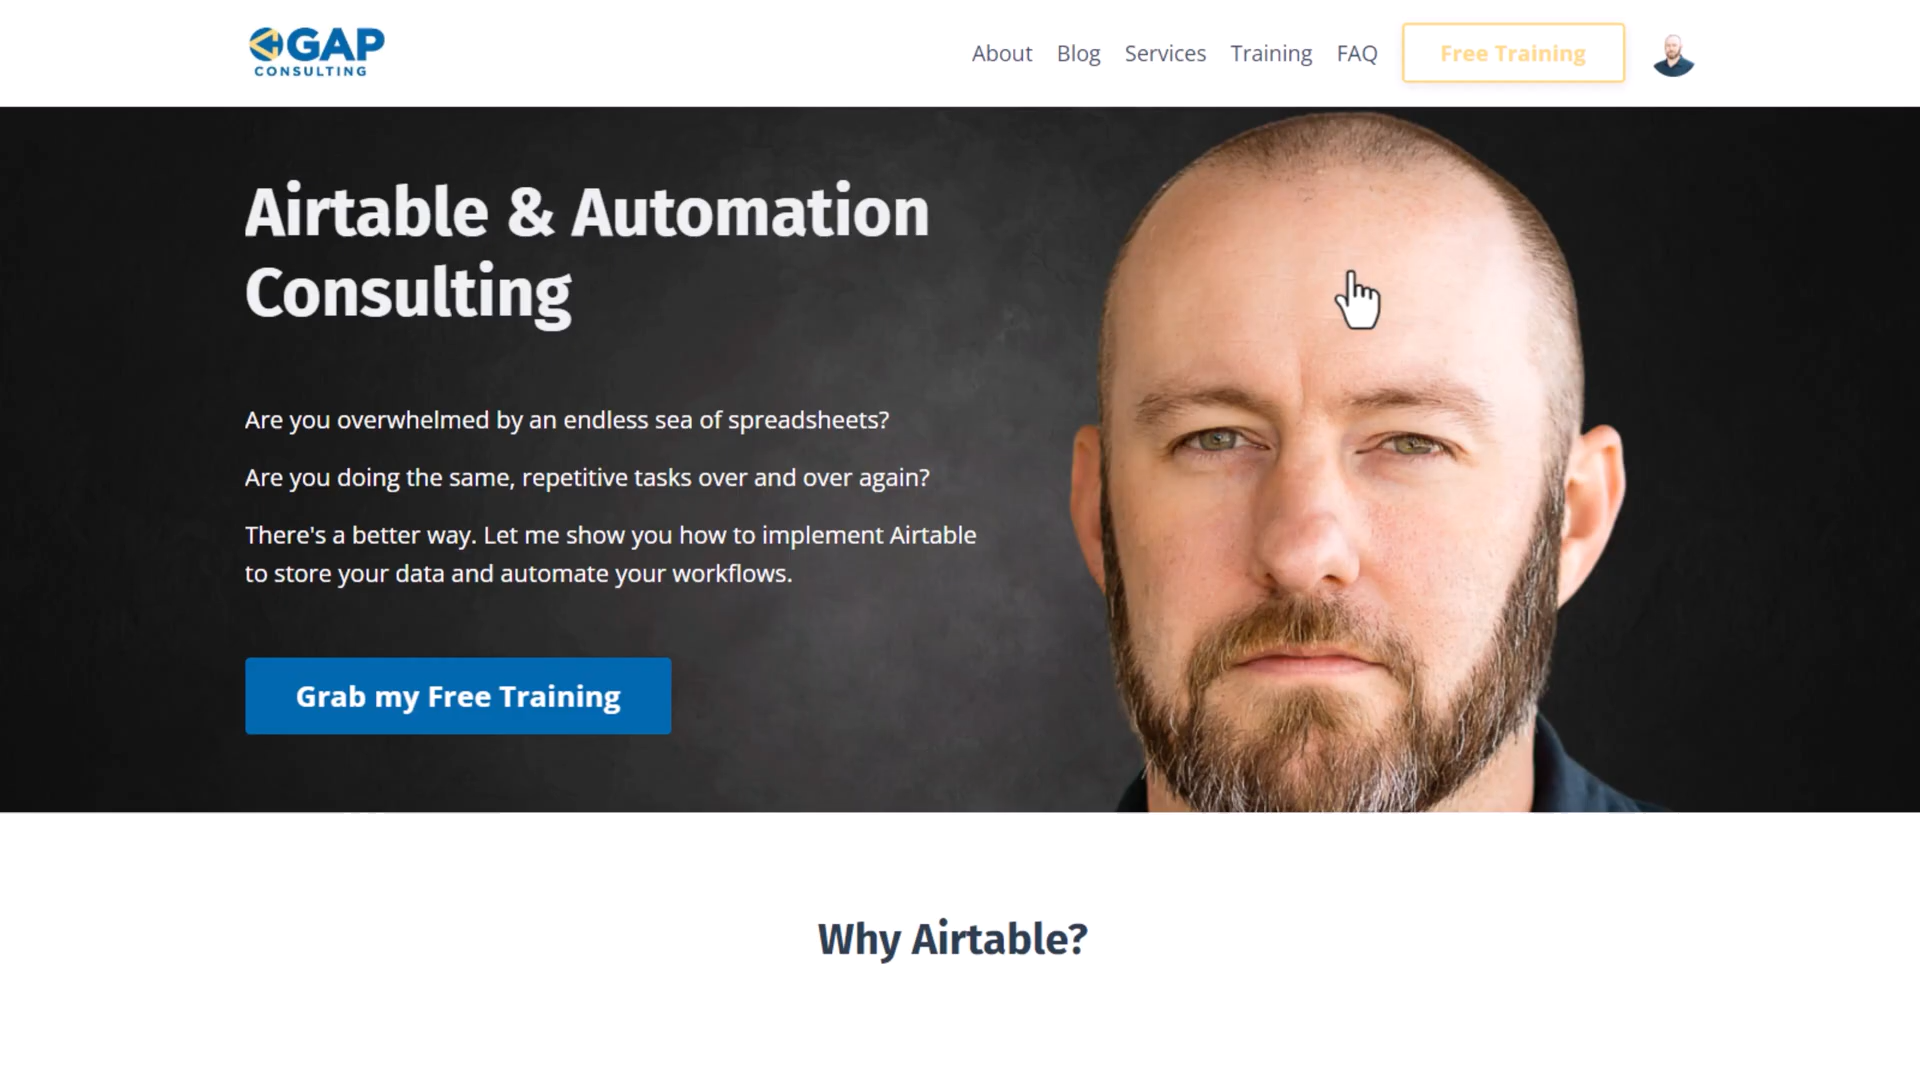 GAP
CONSULTING
About
Blog
Services
Training
FAQ
Free Training
Airtable & Automation
Consulting
Are you overwhelmed by an endless sea of spreadsheets?
Are you doing the same, repetitive tasks over and over again?
There's a better way. Let me show you how to implement Airtable
to store your data and automate your workflows.
Grab my Free Training
Why Airtable?